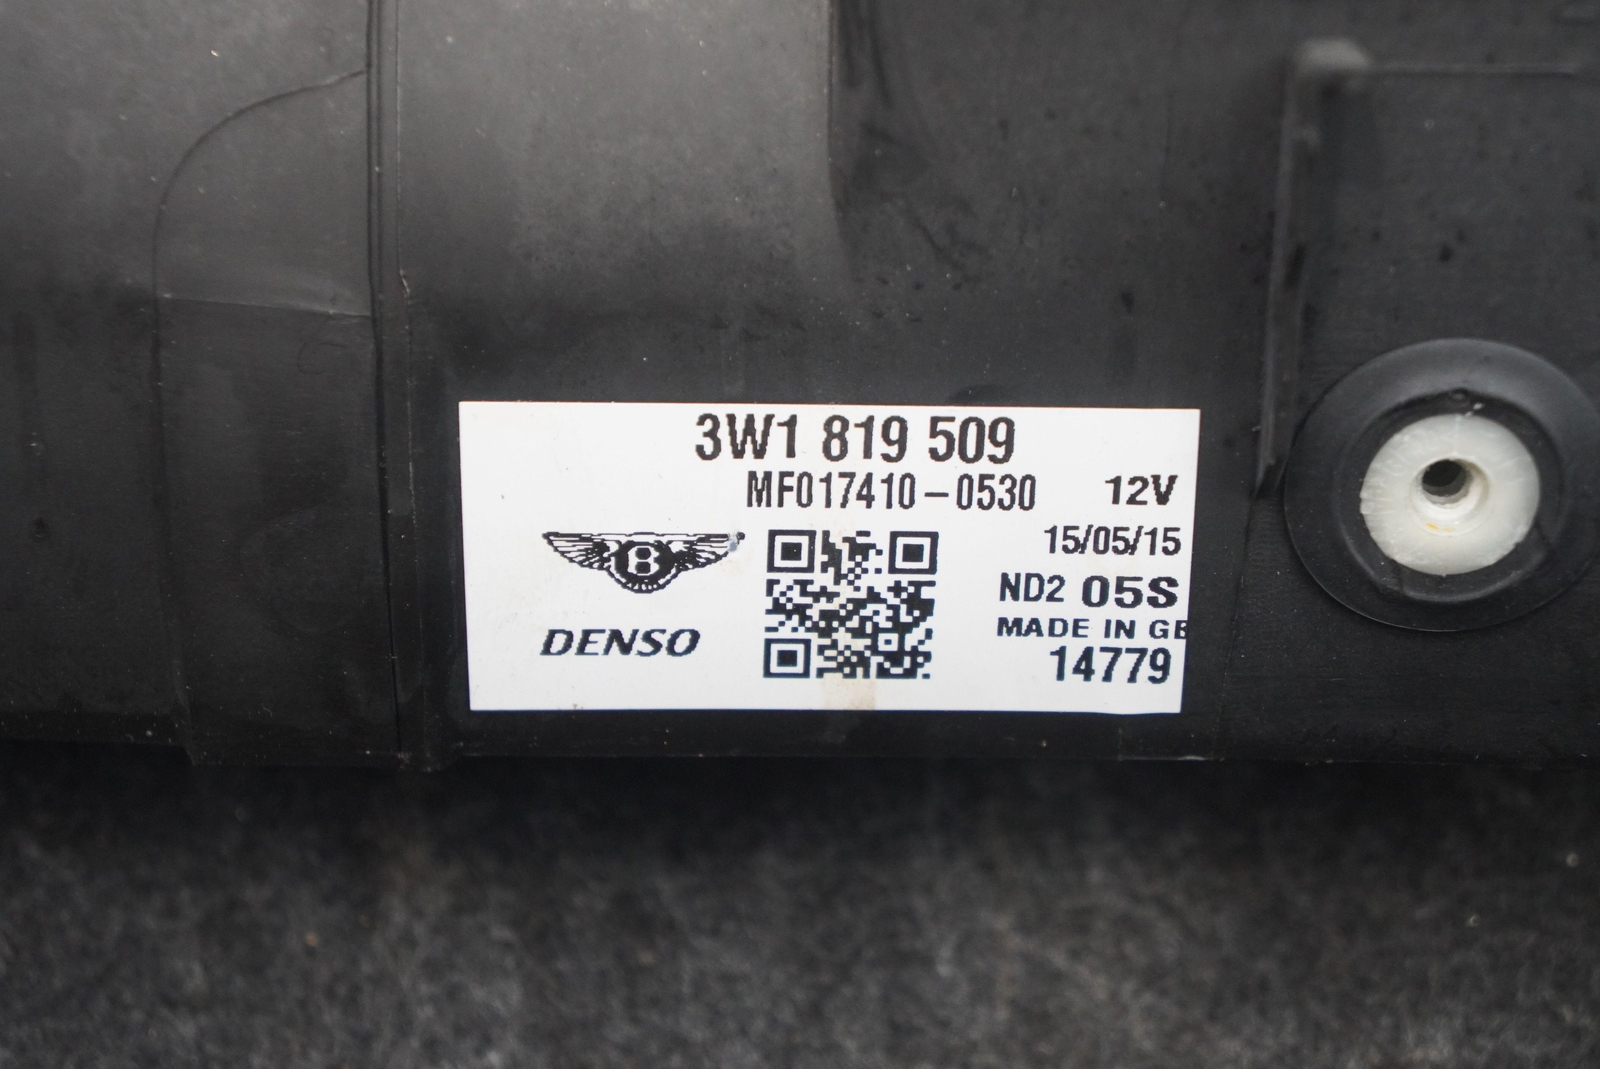 3W1 819 509
MF017410-0530 12V
15/05/15
B
ND2 05S
DENSO
MADE IN GB
14779